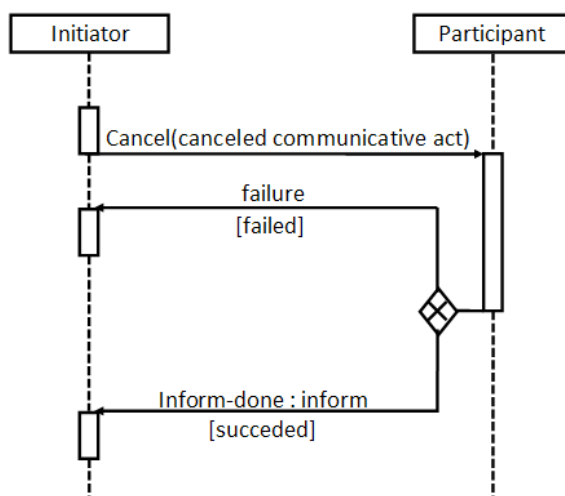 Initiator
Participant
Cancel(canceled communicative act)
failure
[failed]
Inform-done : inform
[succeded]